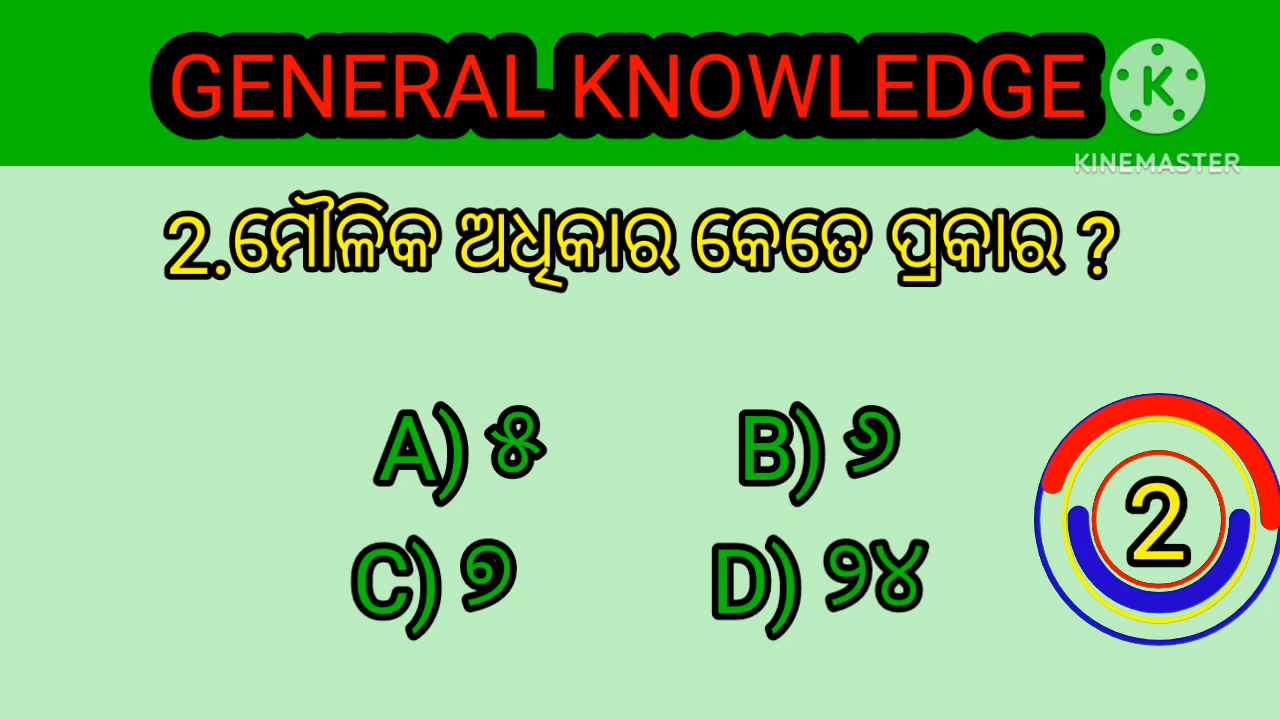 GENERAL KNOWLEDGE
K
KINEMASTER
2.ମୌଳିକ ଅଧିକାର କେତେ ପ୍ରକାର ?
A) ୫ B) ୬
C) ୭ D) ୨୪
2